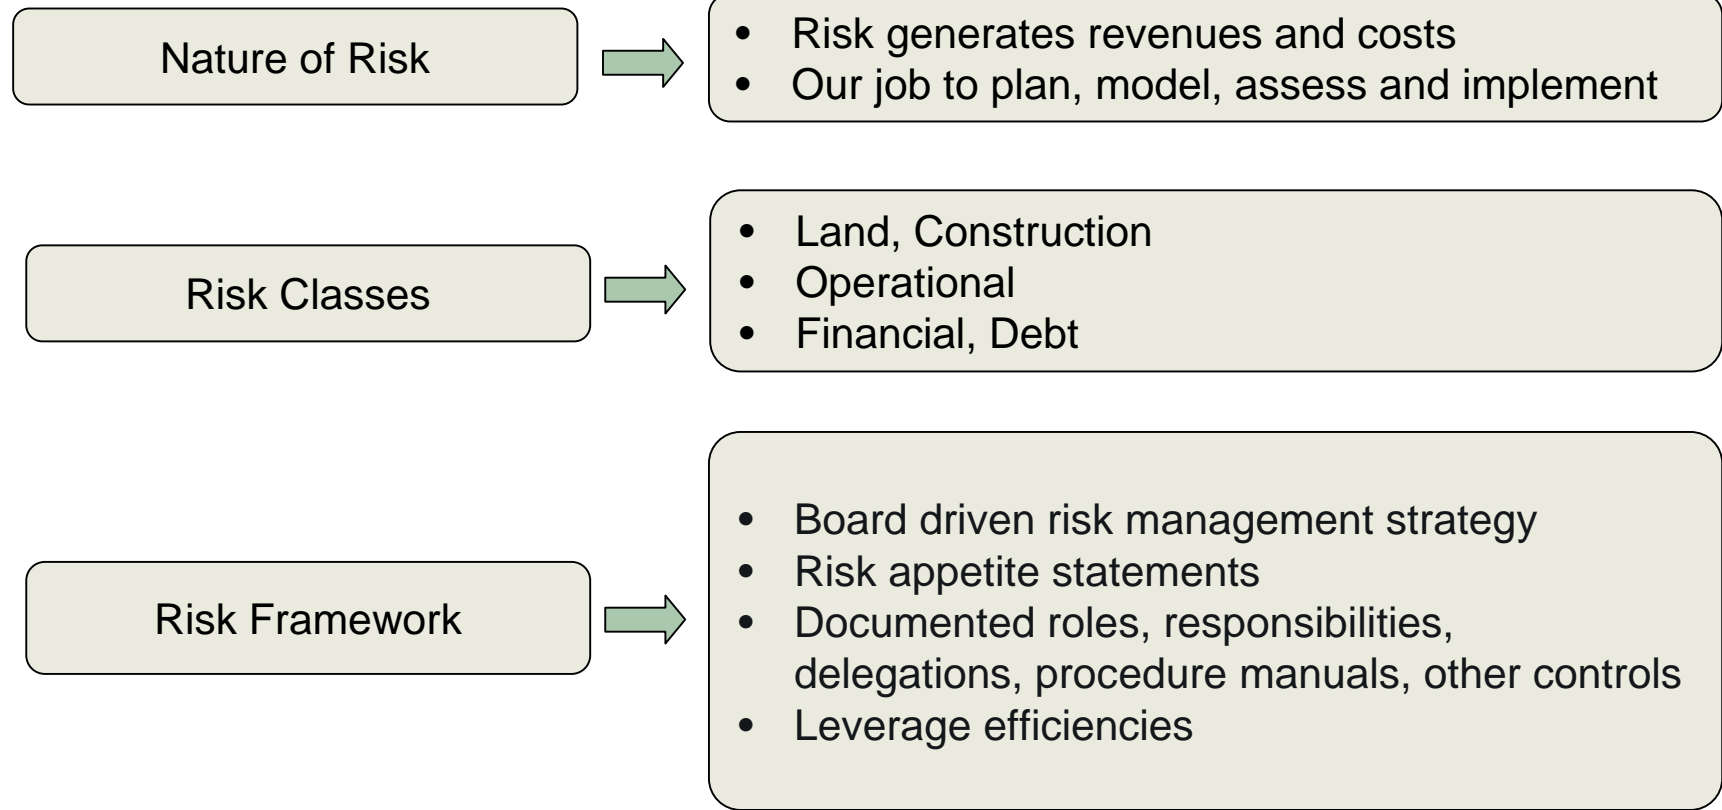 Nature of Risk
• Risk generates revenues and costs
• Our job to plan, model, assess and implement
Risk Classes
• Land, Construction
• Operational
• Financial, Debt
Risk Framework
• Board driven risk management strategy
• Risk appetite statements
• Documented roles, responsibilities,
delegations, procedure manuals, other controls
• Leverage efficiencies